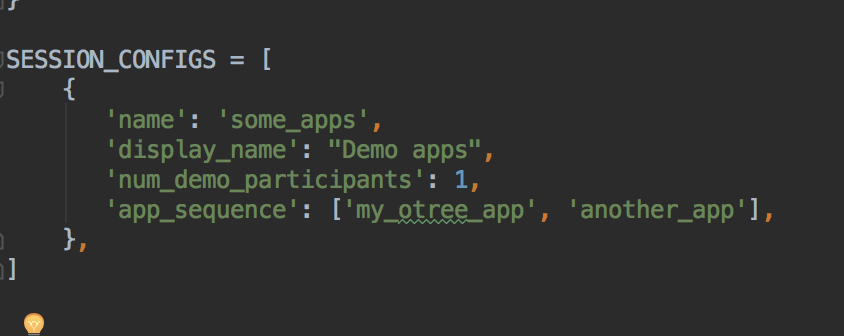 }
SESSION_CONFIGS = [
    {
        'name': 'some_apps',
        'display_name': "Demo apps",
        'num_demo_participants': 1,
        'app_sequence': ['my_otree_app', 'another_app'],
    },
]